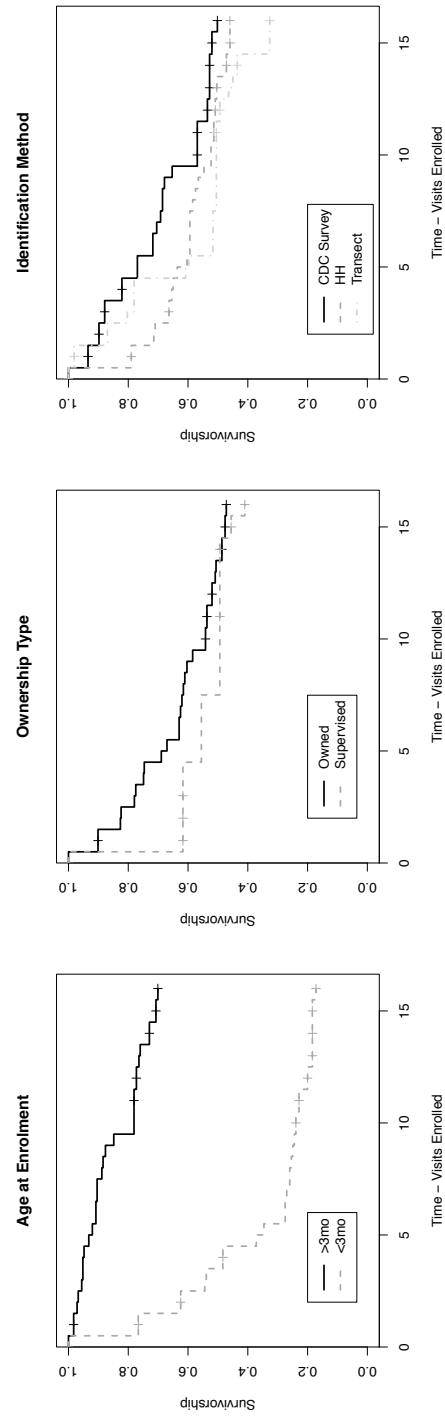 Age at Enrolment
Survivorship
1.0
0.8
0.6
0.4
0.2
0.0
>3mo
<3mo
0 5 10 15
Time – Visits Enrolled
Ownership Type
Survivorship
1.0
0.8
0.6
0.4
0.2
0.0
Owned
Supervised
0 5 10 15
Time – Visits Enrolled
Identification Method
Survivorship
1.0
0.8
0.6
0.4
0.2
0.0
CDC Survey
HH
Transect
0 5 10 15
Time – Visits Enrolled